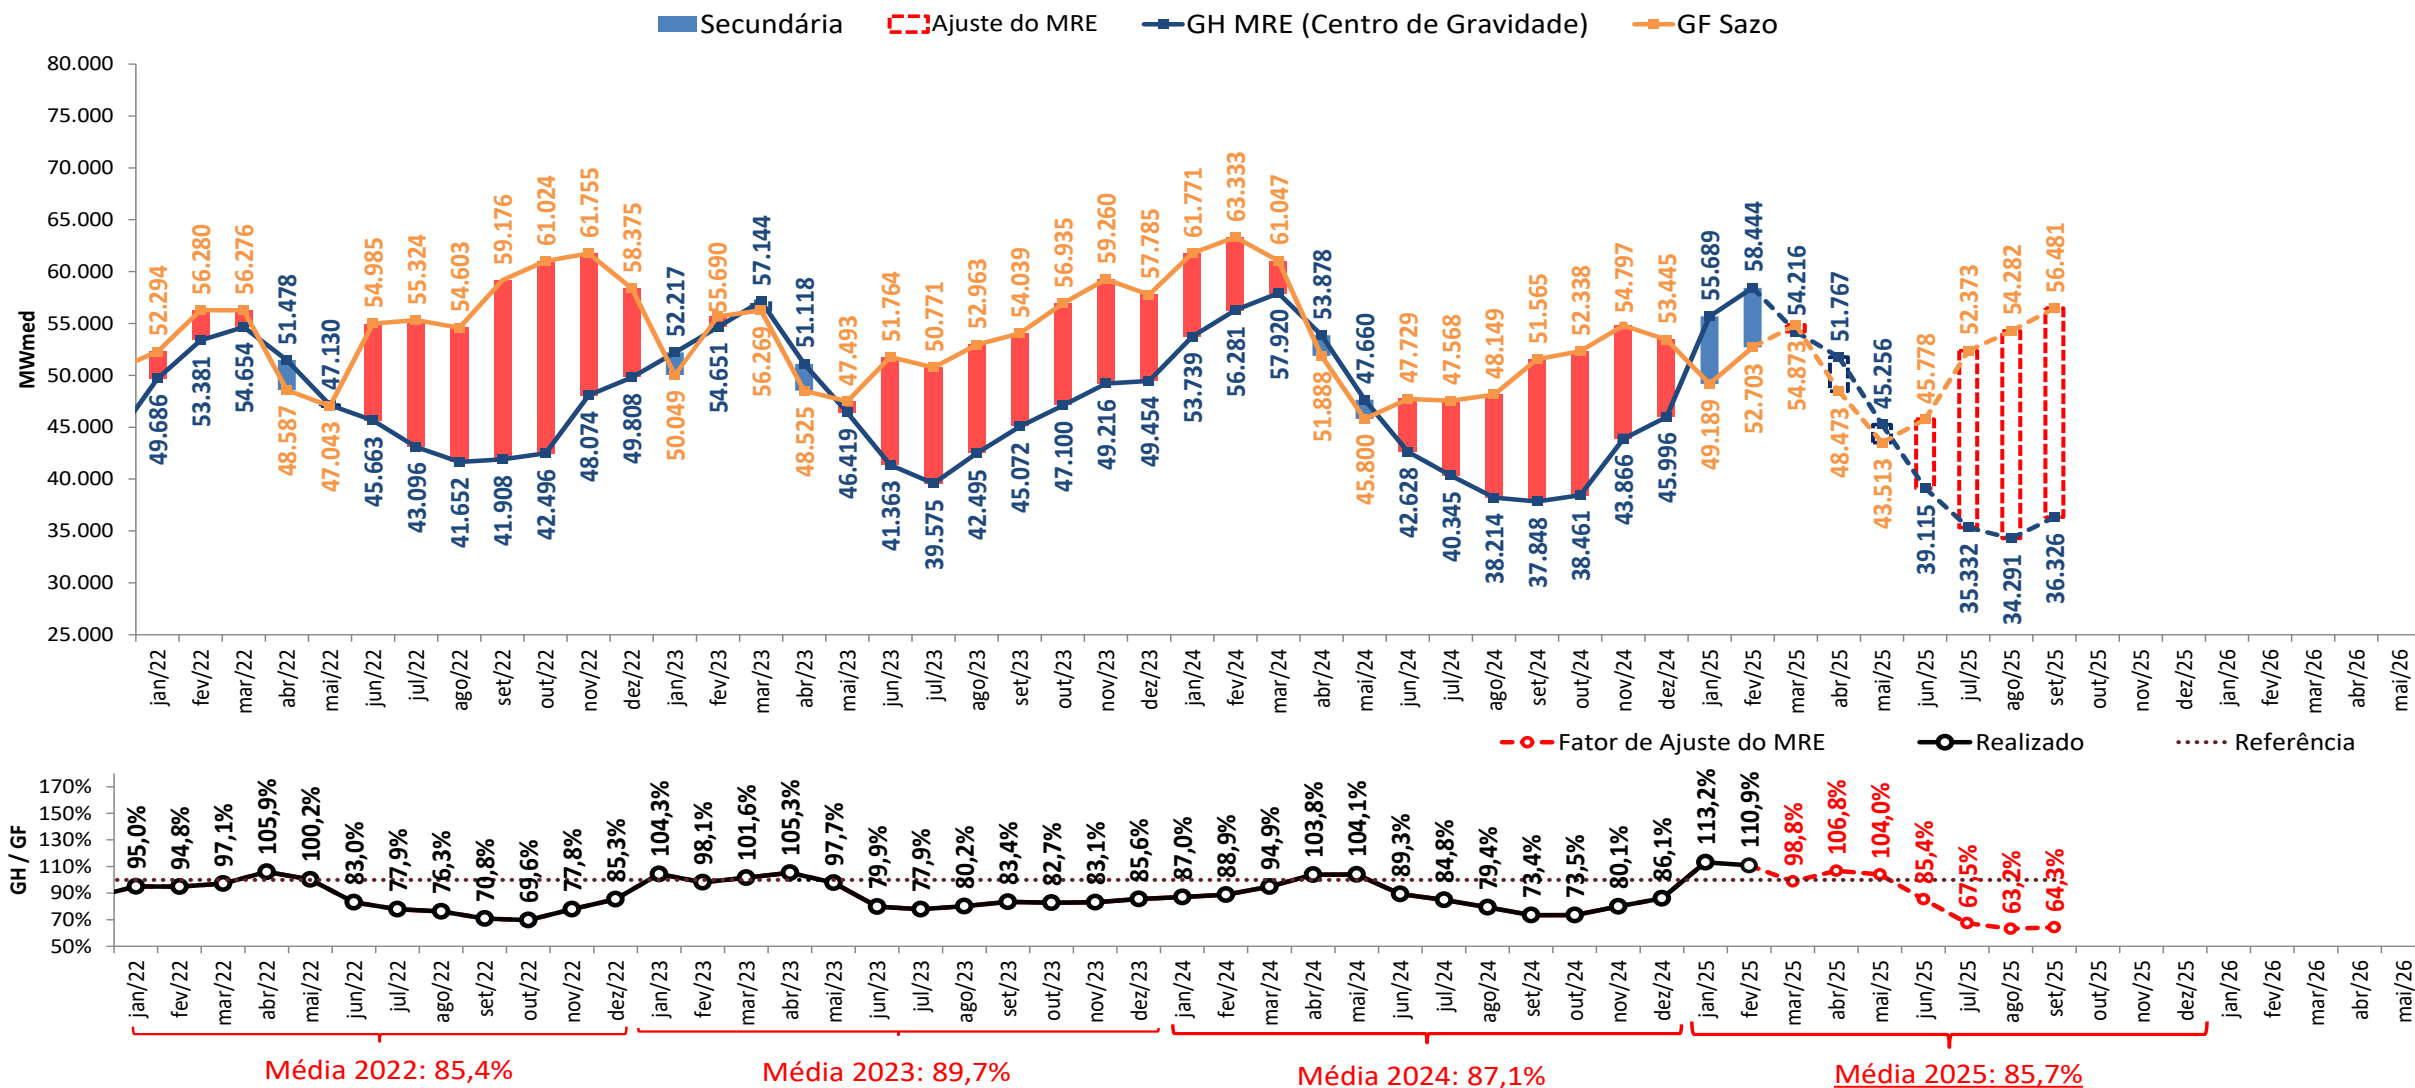 Secundária Ajuste do MRE GH MRE (Centro de Gravidade) GF Sazo
MWmed
80.000
75.000
70.000
65.000
60.000
55.000
50.000
45.000
40.000
35.000
30.000
25.000
52.294 56.280 56.276 48.587 47.043 54.985 55.324 54.603 59.176 61.024 61.755 58.375 50.049 55.690 56.269 48.525 47.493 51.764 50.771 52.963 54.039 56.935 59.260 57.785 61.771 63.333 61.047 51.888 45.800 47.729 47.568 48.149 51.565 52.338 54.797 53.445 49.189 52.703 54.873 48.473 43.513 45.778 52.373 54.282 56.481
49.686 53.381 54.654 51.478 47.130 45.663 43.096 41.652 41.908 42.496 48.074 49.808 52.217 54.651 57.144 51.118 46.419 41.363 39.575 42.495 45.072 47.100 49.216 49.454 53.739 56.281 57.920 53.878 47.660 42.628 40.345 38.214 37.848 38.461 43.866 45.996 55.689 58.444 54.216 51.767 45.256 39.115 35.332 34.291 36.326
jan/22 fev/22 mar/22 abr/22 mai/22 jun/22 jul/22 ago/22 set/22 out/22 nov/22 dez/22 jan/23 fev/23 mar/23 abr/23 mai/23 jun/23 jul/23 ago/23 set/23 out/23 nov/23 dez/23 jan/24 fev/24 mar/24 abr/24 mai/24 jun/24 jul/24 ago/24 set/24 out/24 nov/24 dez/24 jan/25 fev/25 mar/25 abr/25 mai/25 jun/25 jul/25 ago/25 set/25 out/25 nov/25 dez/25 jan/26 fev/26 mar/26 abr/26 mai/26
Fator de Ajuste do MRE Realizado Referência
GH / GF
170%
150%
130%
110%
90%
70%
50%
95,0% 94,8% 97,1% 105,9% 100,2% 83,0% 77,9% 76,3% 70,8% 69,6% 77,8% 85,3% 104,3% 98,1% 101,6% 105,3% 97,7% 79,9% 77,9% 80,2% 83,4% 82,7% 83,1% 85,6% 87,0% 88,9% 94,9% 103,8% 104,1% 89,3% 84,8% 79,4% 73,4% 73,5% 80,1% 86,1% 113,2% 110,9% 98,8% 106,8% 104,0% 85,4% 67,5% 63,2% 64,3%
jan/22 fev/22 mar/22 abr/22 mai/22 jun/22 jul/22 ago/22 set/22 out/22 nov/22 dez/22 jan/23 fev/23 mar/23 abr/23 mai/23 jun/23 jul/23 ago/23 set/23 out/23 nov/23 dez/23 jan/24 fev/24 mar/24 abr/24 mai/24 jun/24 jul/24 ago/24 set/24 out/24 nov/24 dez/24 jan/25 fev/25 mar/25 abr/25 mai/25 jun/25 jul/25 ago/25 set/25 out/25 nov/25 dez/25 jan/26 fev/26 mar/26 abr/26 mai/26
Média 2022: 85,4% Média 2023: 89,7% Média 2024: 87,1% Média 2025: 85,7%